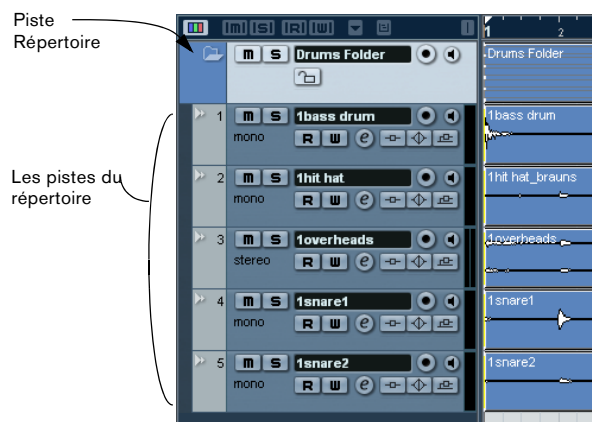 Piste
Répertoire
Les pistes du
répertoire
m S R W
1 2
m S Drums Folder
Drums Folder
1 m S 1bass drum
mono R W e
1bass drum
2 m S 1hit hat
mono R W e
1hit hat_brauns
3 m S 1overheads
stereo R W e
1overheads
4 m S 1snare1
mono R W e
1snare1
5 m S 1snare2
mono R W e
1snare2